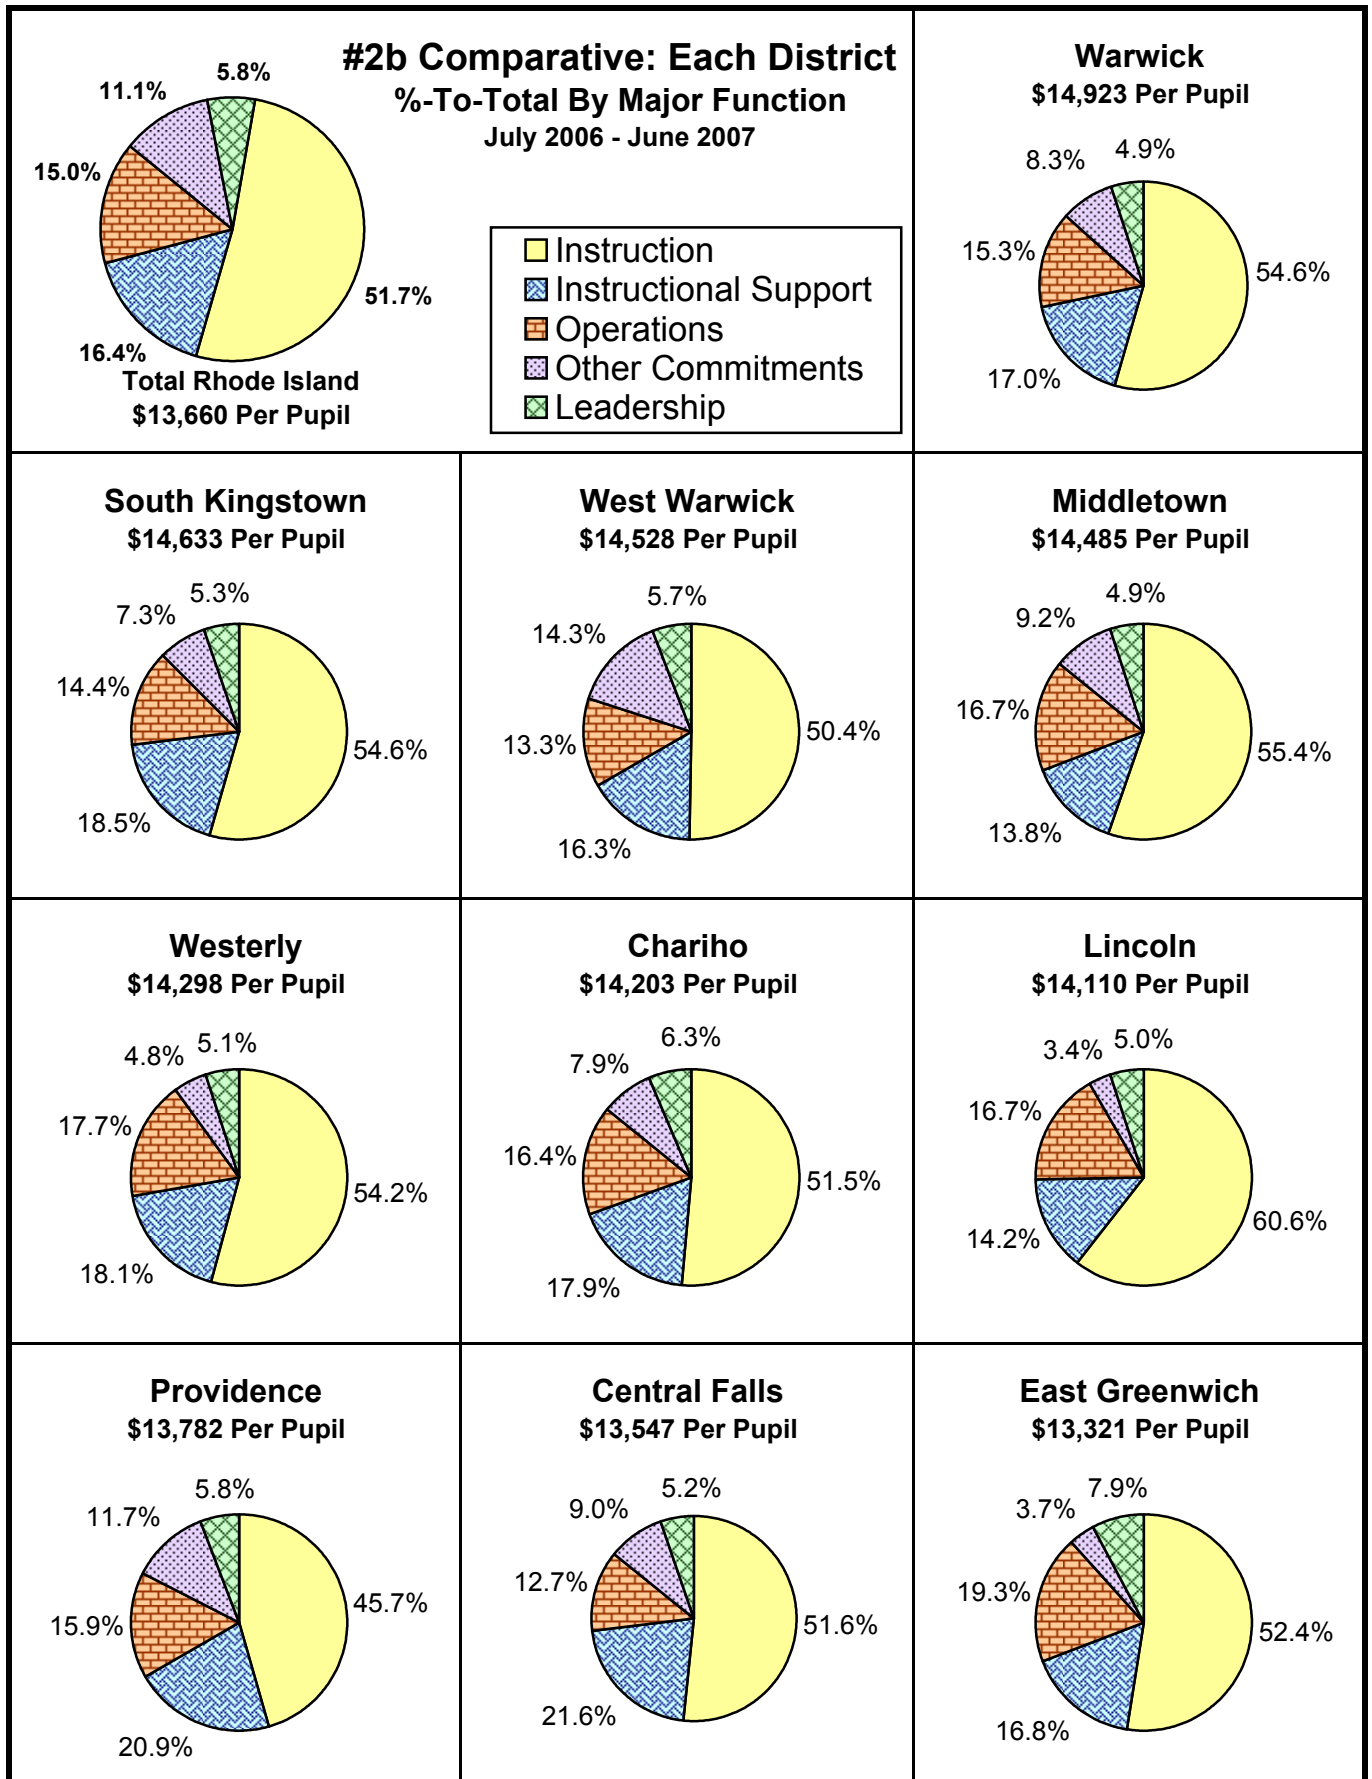 #2b Comparative: Each District
%-To-Total By Major Function
July 2006 - June 2007
5.8%
11.1%
15.0%
51.7%
16.4%
Total Rhode Island
$13,660 Per Pupil
Instruction
Instructional Support
Operations
Other Commitments
Leadership
Warwick
$14,923 Per Pupil
4.9%
8.3%
15.3%
54.6%
17.0%
South Kingstown
$14,633 Per Pupil
5.3%
7.3%
14.4%
54.6%
18.5%
West Warwick
$14,528 Per Pupil
5.7%
14.3%
13.3%
50.4%
16.3%
Middletown
$14,485 Per Pupil
4.9%
9.2%
16.7%
55.4%
13.8%
Westerly
$14,298 Per Pupil
4.8% 5.1%
17.7%
54.2%
18.1%
Chariho
$14,203 Per Pupil
6.3%
7.9%
16.4%
51.5%
17.9%
Lincoln
$14,110 Per Pupil
3.4% 5.0%
16.7%
60.6%
14.2%
Providence
$13,782 Per Pupil
5.8%
11.7%
15.9%
45.7%
20.9%
Central Falls
$13,547 Per Pupil
5.2%
9.0%
12.7%
51.6%
21.6%
East Greenwich
$13,321 Per Pupil
7.9%
3.7%
19.3%
52.4%
16.8%